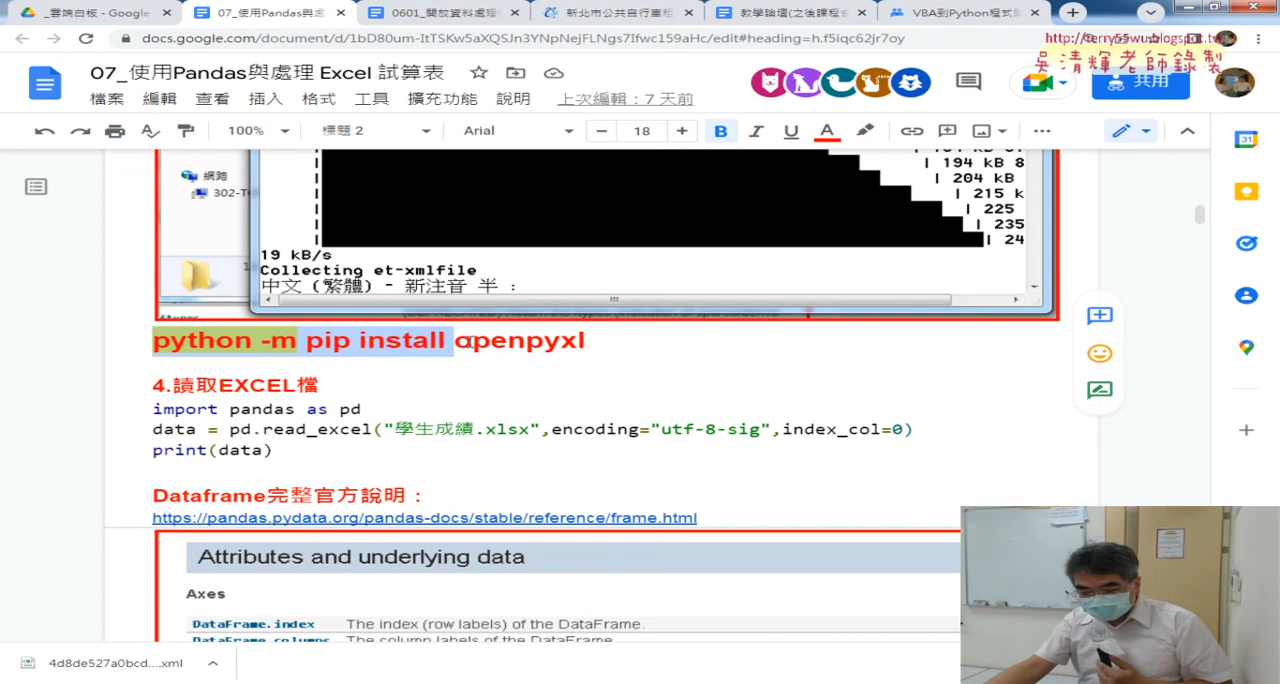 _雲端白板 - Google
07_使用Pandas與處
0601_開放資料處理
新北市公共自行車租
教學論壇(之後課程
VBA到Python程式
docs.google.com/document/d/1bD80um-ItTSKw5aXQSJn3YNpNejFLNgs7Ifwc159aHc/edit#heading=h.f5iqc62jr7oy
http://terry55wu.blogspot.tw
吳清輝老師錄製
07_使用Pandas與處理 Excel 試算表
檔案 編輯 查看 插入 格式 工具 擴充功能 說明 上次編輯：7 天前
共用
100% 標題 2 Arial 18 B I U A
網路
194 kB 8
204 kB
215 k
225
235
24
19 kB/s
Collecting et-xmlfile
中文 (繁體) - 新注音 半 :
python -m pip install openpyxl
4.讀取EXCEL檔
import pandas as pd
data = pd.read_excel("學生成績.xlsx",encoding="utf-8-sig",index_col=0)
print(data)
Dataframe完整官方說明：
https://pandas.pydata.org/pandas-docs/stable/reference/frame.html
Attributes and underlying data
Axes
DataFrame.index The index (row labels) of the DataFrame.
DataFrame.columns The column labels of the DataFrame.
4d8de527a0bcd....xml